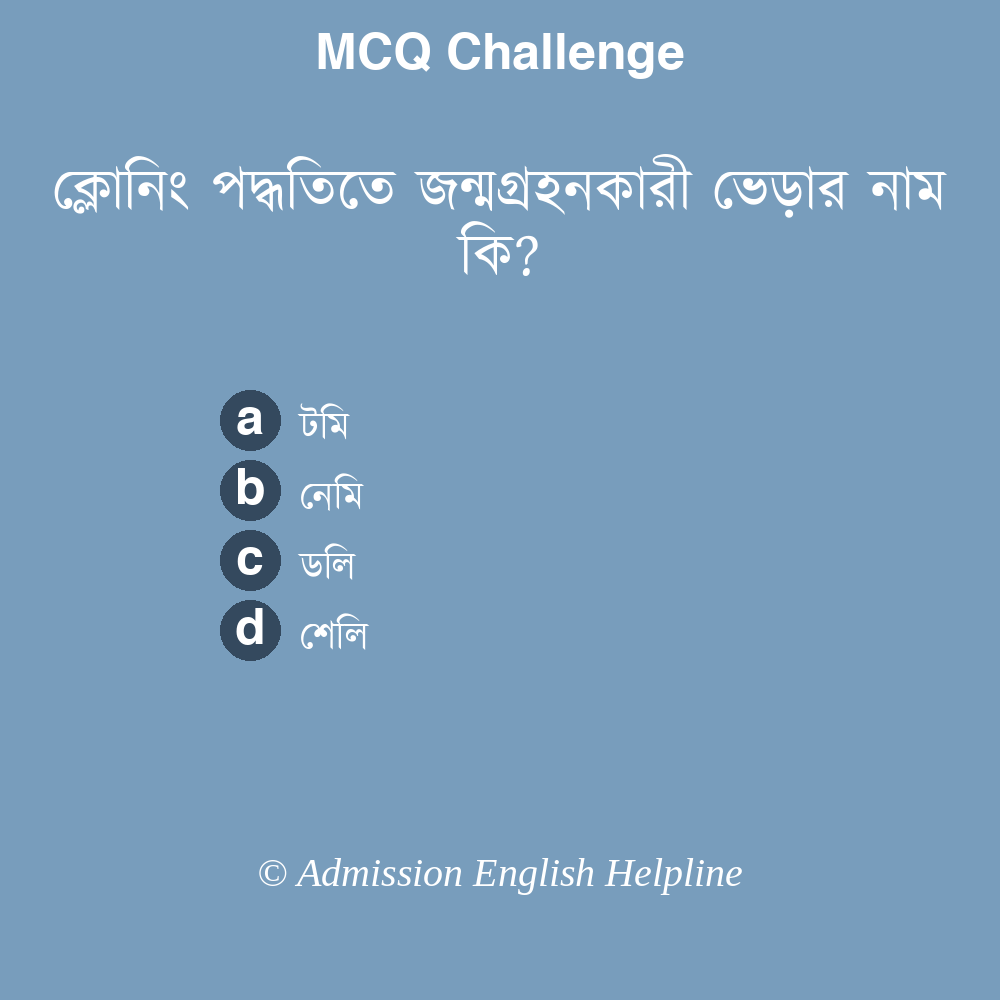 MCQ Challenge
ক্লোনিং পদ্ধতিতে জন্মগ্রহনকারী ভেড়ার নাম
কি?
a টমি
b নেমি
c ডলি
d শেলি
© Admission English Helpline